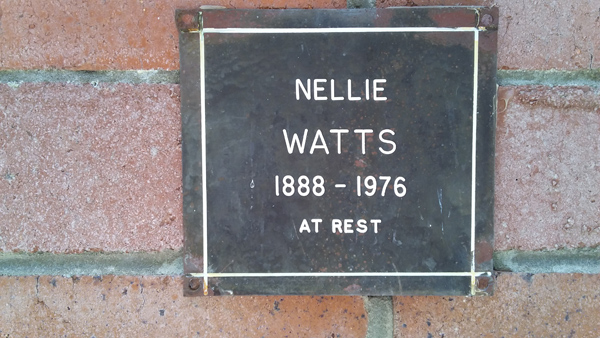 NELLIE
WATTS
1888 - 1976
AT REST